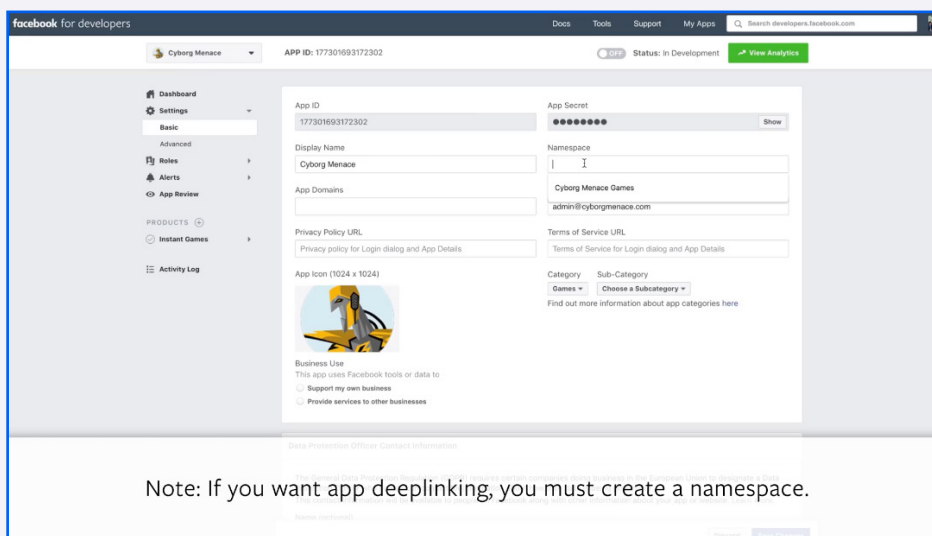 facebook for developers
Docs Tools Support My Apps Search developers.facebook.com
Cyborg Menace APP ID: 177301693172302 OFF Status: In Development View Analytics
Dashboard
Settings
Basic
Advanced
Roles
Alerts
App Review
PRODUCTS
Instant Games
Activity Log
App ID App Secret
177301693172302 Show
Display Name Namespace
Cyborg Menace
Cyborg Menace Games
App Domains
admin@cyborgmenace.com
Privacy Policy URL Terms of Service URL
Privacy policy for Login dialog and App Details Terms of Service for Login dialog and App Details
App Icon (1024 x 1024) Category Sub-Category
Games Choose a Subcategory
Find out more information about app categories here
Business Use
This app uses Facebook tools or data to
Support my own business
Provide services to other businesses
Data Protection Officer Contact Information
Note: If you want app deeplinking, you must create a namespace.